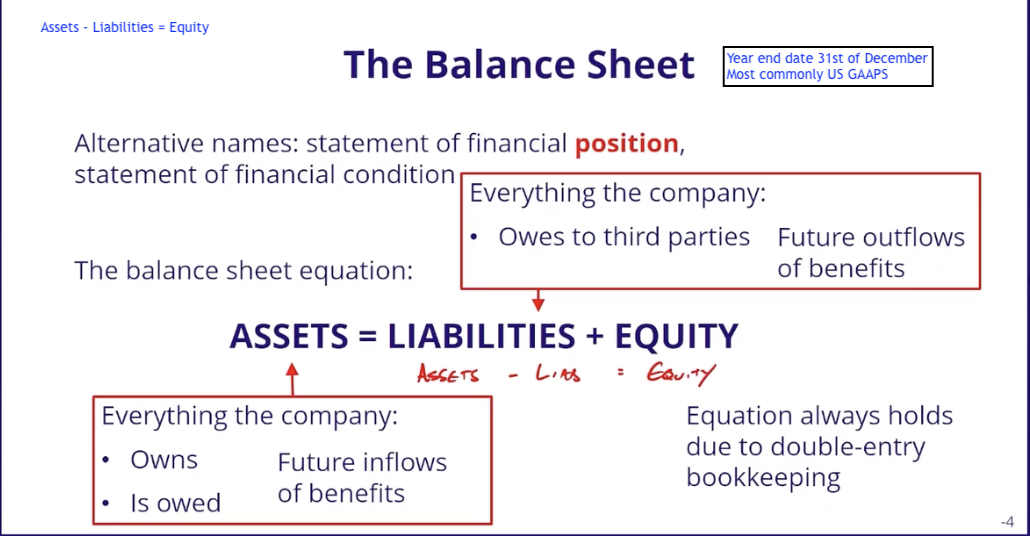 Assets - Liabilities = Equity
The Balance Sheet
Year end date 31st of December
Most commonly US GAAPS
Alternative names: statement of financial position,
statement of financial condition
Everything the company:
• Owes to third parties
Future outflows
of benefits
The balance sheet equation:
ASSETS = LIABILITIES + EQUITY
ASSETS - LIAB = EQUITY
Everything the company:
• Owns
• Is owed
Future inflows
of benefits
Equation always holds
due to double-entry
bookkeeping
-4